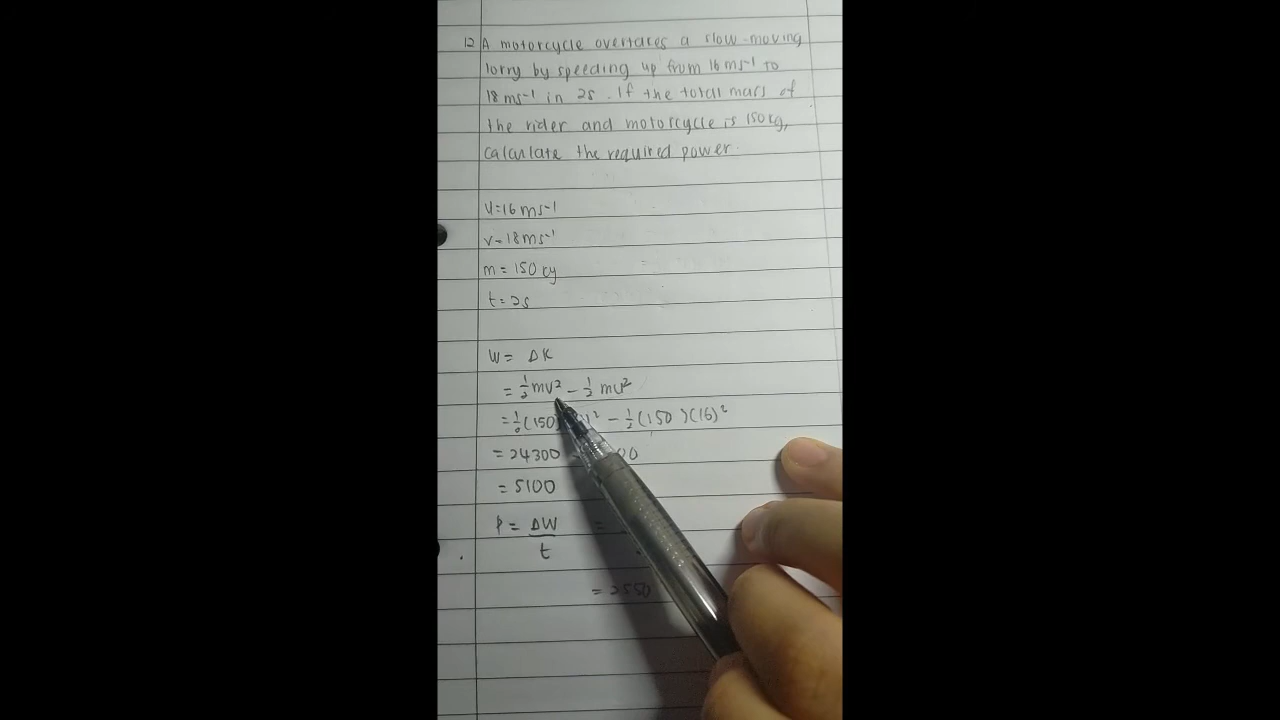 12 A motorcycle overtakes a slow-moving
lorry by speeding up from 16 ms⁻¹ to
18 ms⁻¹ in 2s. If the total mass of
the rider and motorcycle is 150 kg,
calculate the required power.
u=16 ms⁻¹
v=18 ms⁻¹
m = 150 kg
t = 2s
W = ΔK
= ½mv² - ½mu²
= ½(150) )² - ½(150)(16)²
= 24300
= 5100
P = ΔW/t =
= 2550